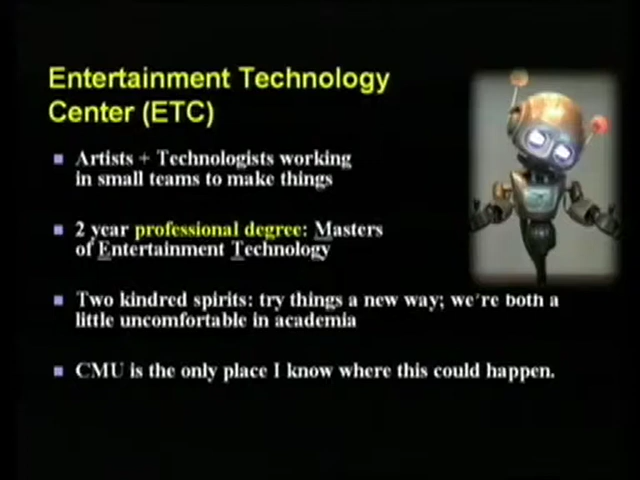 Entertainment Technology
Center (ETC)
Artists + Technologists working
in small teams to make things
2 year professional degree: Masters
of Entertainment Technology
Two kindred spirits: try things a new way; we're both a
little uncomfortable in academia
CMU is the only place I know where this could happen.